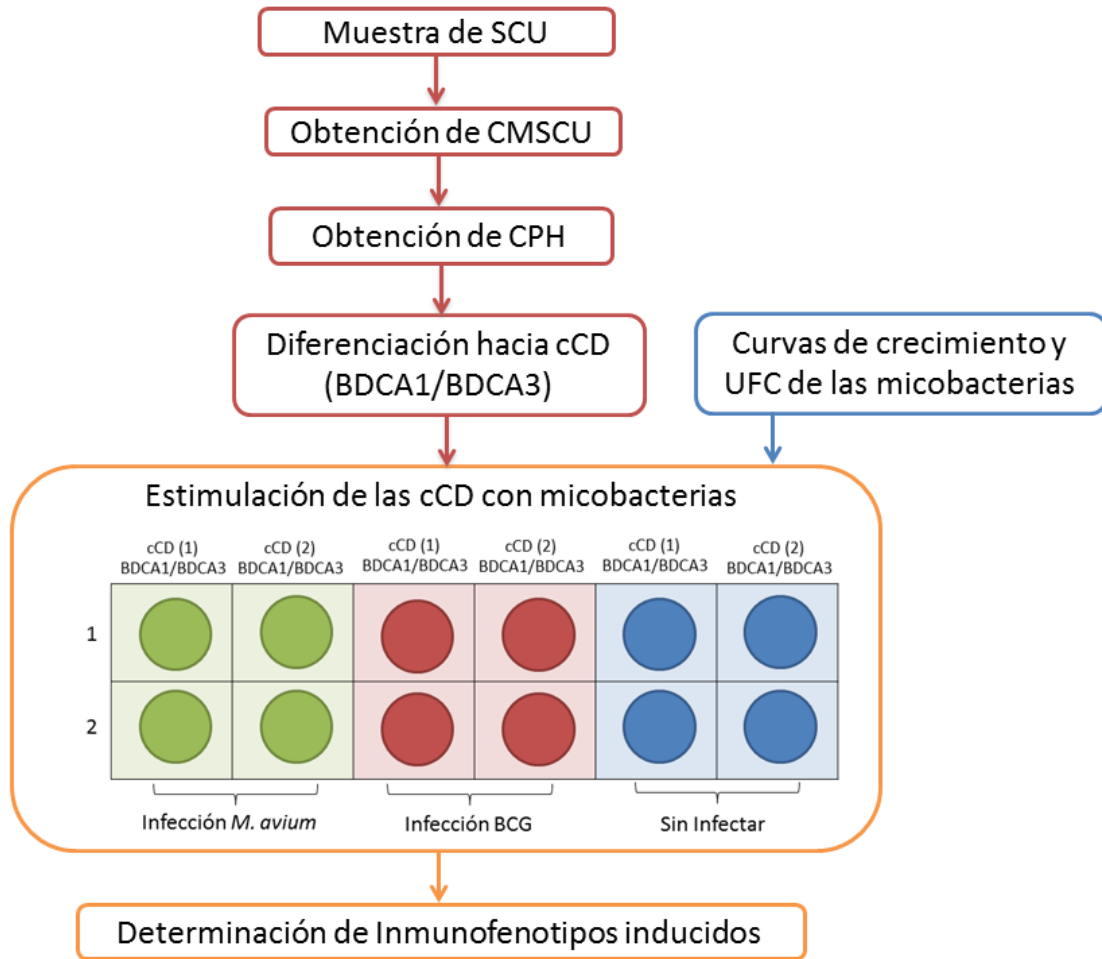 Muestra de SCU
Obtención de CMSCU
Obtención de CPH
Diferenciación hacia cCD
(BDCA1/BDCA3)
Curvas de crecimiento y
UFC de las micobacterias
Estimulación de las cCD con micobacterias
cCD (1) cCD (2) cCD (1) cCD (2) cCD (1) cCD (2)
BDCA1/BDCA3 BDCA1/BDCA3 BDCA1/BDCA3 BDCA1/BDCA3 BDCA1/BDCA3 BDCA1/BDCA3
1
2
Infección M. avium Infección BCG Sin Infectar
Determinación de Inmunofenotipos inducidos